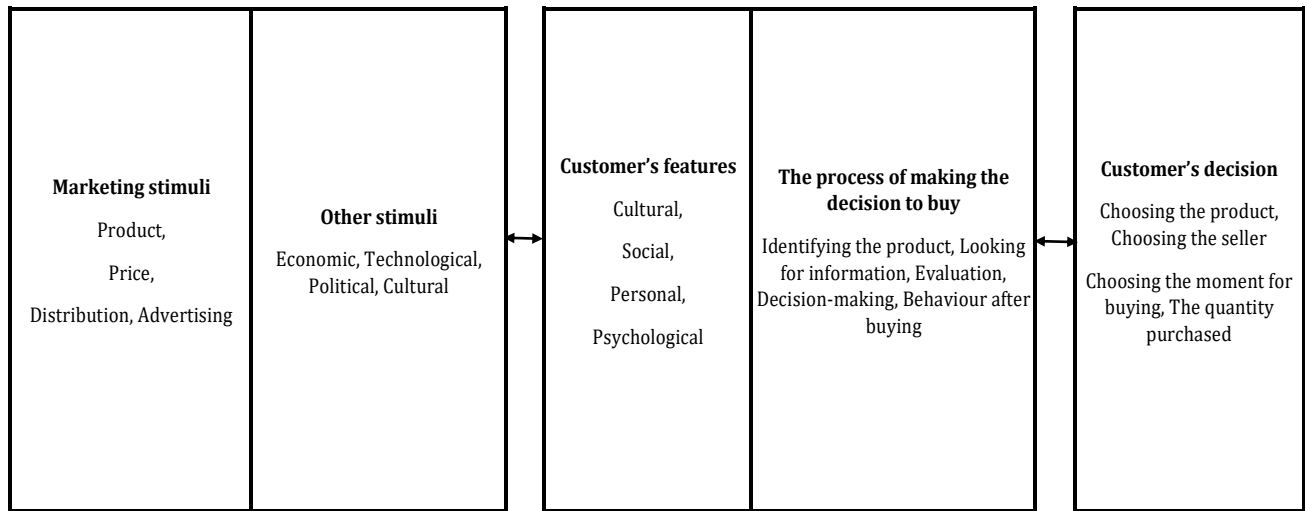 Marketing stimuli
Product,
Price,
Distribution, Advertising
Other stimuli
Economic, Technological,
Political, Cultural
Customer’s features
Cultural,
Social,
Personal,
Psychological
The process of making the
decision to buy
Identifying the product, Looking
for information, Evaluation,
Decision-making, Behaviour after
buying
Customer’s decision
Choosing the product,
Choosing the seller
Choosing the moment for
buying, The quantity
purchased